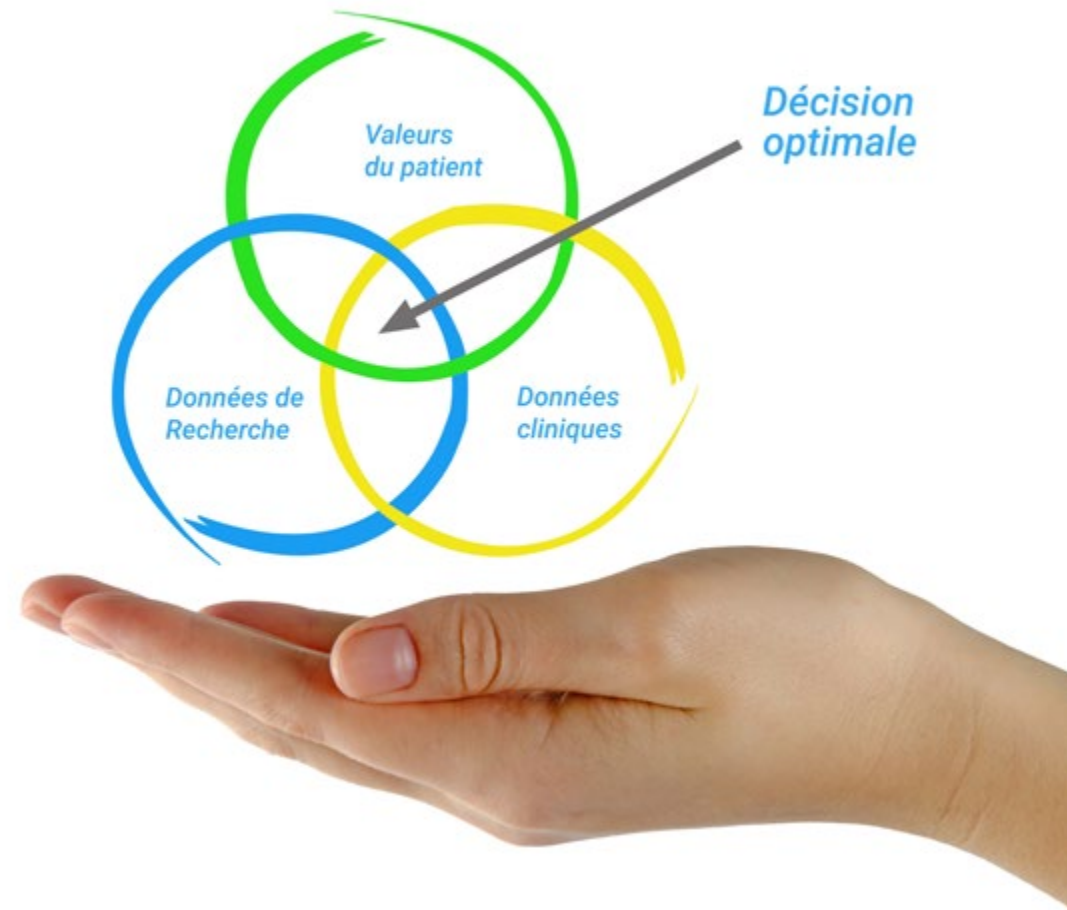 Décision
optimale
Valeurs
du patient
Données de
Recherche
Données
cliniques